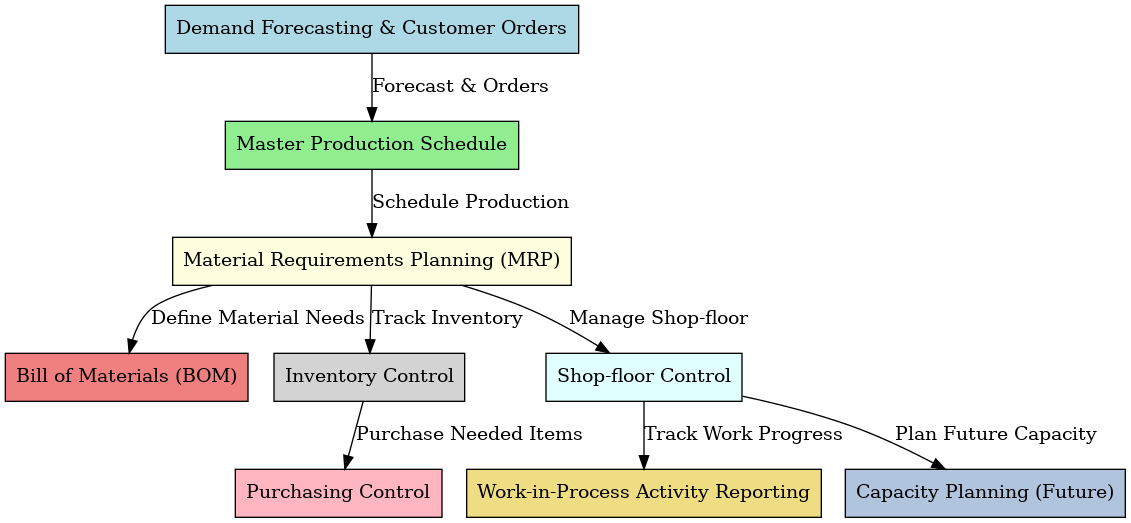 Demand Forecasting & Customer Orders
Forecast & Orders
Master Production Schedule
Schedule Production
Material Requirements Planning (MRP)
Define Material Needs
Track Inventory
Manage Shop-floor
Bill of Materials (BOM)
Inventory Control
Shop-floor Control
Purchase Needed Items
Track Work Progress
Plan Future Capacity
Purchasing Control
Work-in-Process Activity Reporting
Capacity Planning (Future)